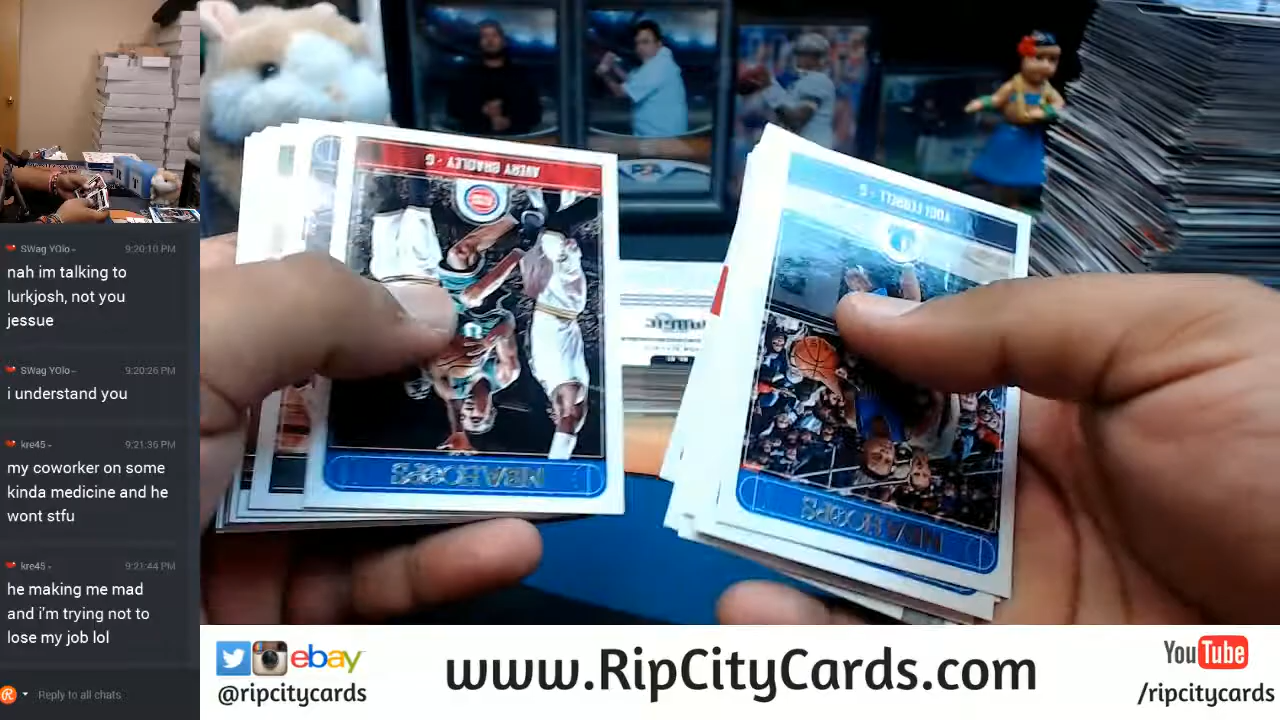 SWag YOlo - 9:20:10 PM
nah im talking to
lurkjosh, not you
jessue
SWag YOlo - 9:20:26 PM
i understand you
kre45 - 9:21:35 PM
my coworker on some
kinda medicine and he
wont stfu
kre45 - 9:21:44 PM
he making me mad
and i'm trying not to
lose my job lol
Reply to all chats
AVERY BRADLEY - G
NBA HOOPS
YOGI FERRELL - G
NBA HOOPS
ebay
@ripcitycards
www.RipCityCards.com
YouTube
/ripcitycards